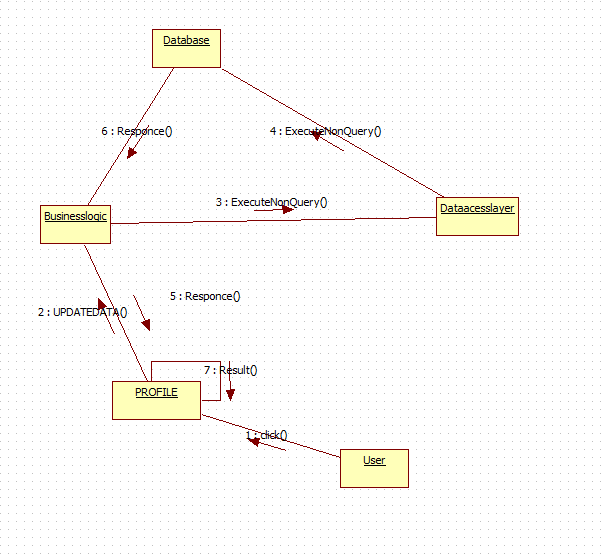 Database
6 : Responce()
4 : ExecuteNonQuery()
3 : ExecuteNonQuery()
Businesslogic
Dataacesslayer
5 : Responce()
2 : UPDATEDATA()
7 : Result()
PROFILE
1 : click()
User